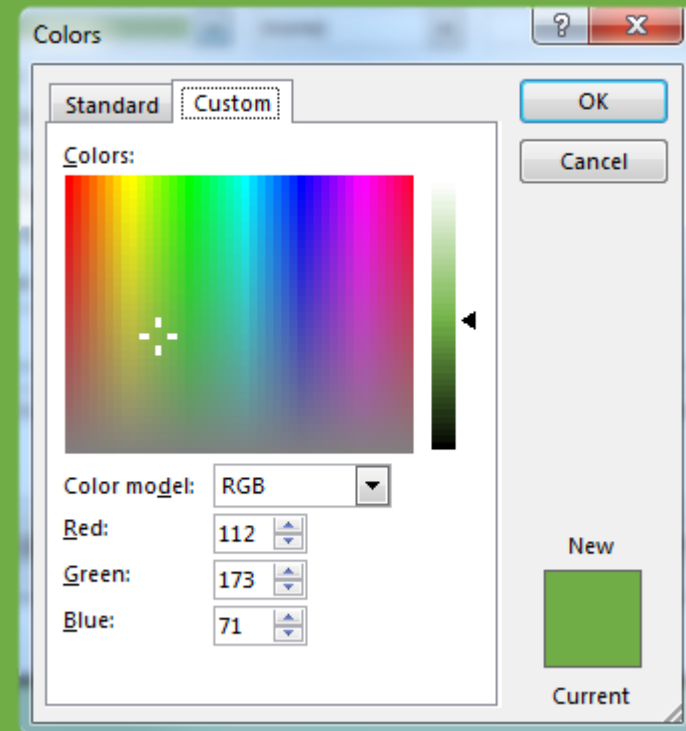 Colors
?
Standard Custom
OK
Cancel
Colors:
Color model: RGB
Red: 112
Green: 173
Blue: 71
New
Current